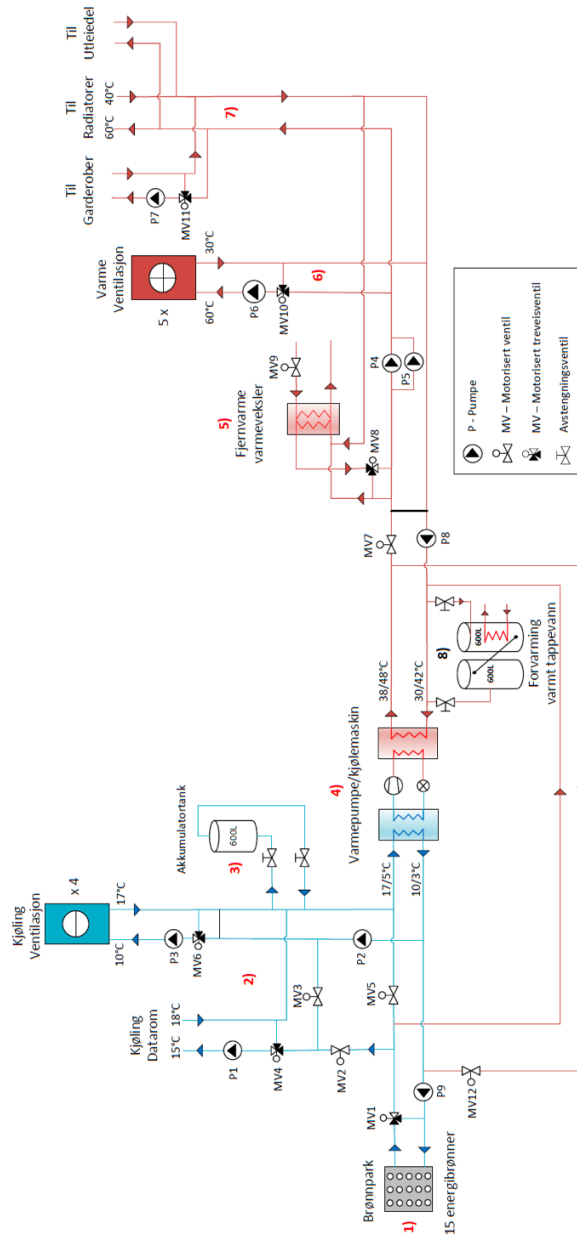 Kjøling
Ventilasjon
x 4
10°C
17°C
Kjøling
Datarom
15°C
18°C
P1
MV4
2)
P3
MV6
MV3
MV2
P2
Akkumulatortank
600L
3)
Brønnpark
1)
15 energibrønner
MV1
P9
MV12
MV5
17/5°C
10/3°C
4)
Varmepumpe/kjølemaskin
38/48°C
30/42°C
8)
600L
600L
Forvarming
varmt tappevann
MV7
P8
5)
Fjernvarme
varmeveksler
MV9
MV8
P4
P5
Varme
Ventilasjon
5 x
60°C
30°C
P6
MV10
6)
Til
Garderober
P7
MV11
Til
Radiatorer
60°C
40°C
7)
Til
Utleiedel
P - Pumpe
MV – Motorisert ventil
MV – Motorisert treveisventil
Avstengningsventil